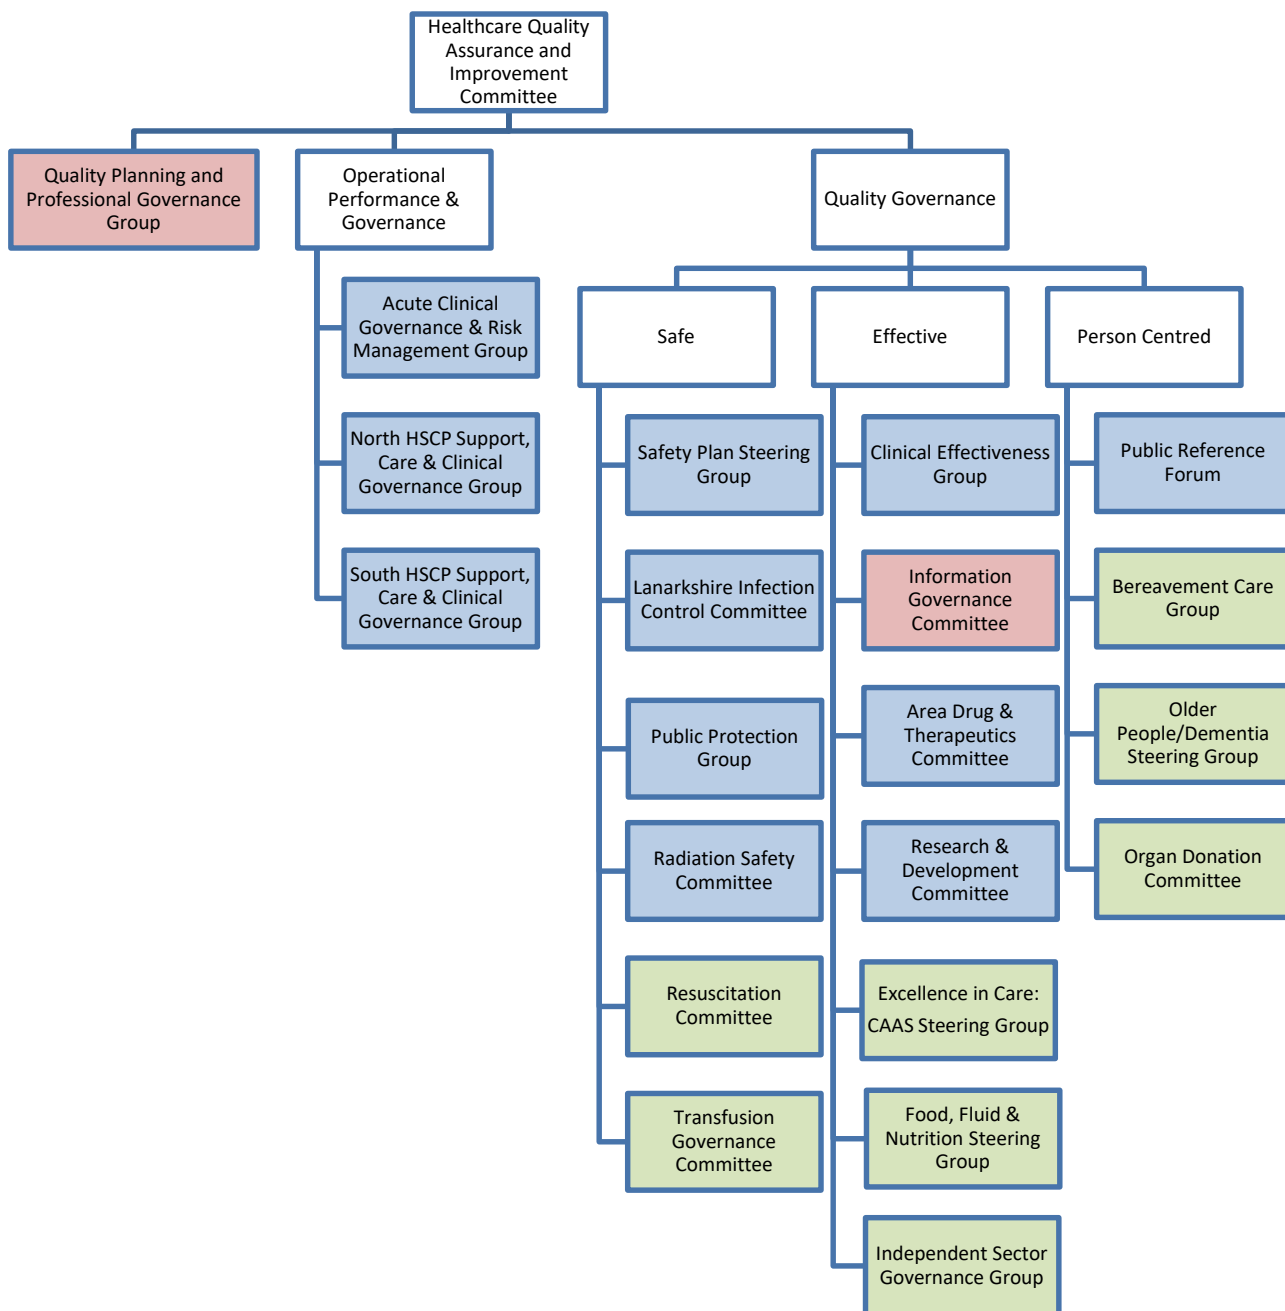 Healthcare Quality
Assurance and
Improvement
Committee
Quality Planning and
Professional Governance
Group
Operational
Performance &
Governance
Quality Governance
Acute Clinical
Governance & Risk
Management Group
North HSCP Support,
Care & Clinical
Governance Group
South HSCP Support,
Care & Clinical
Governance Group
Safe
Effective
Person Centred
Safety Plan Steering
Group
Lanarkshire Infection
Control Committee
Public Protection
Group
Radiation Safety
Committee
Resuscitation
Committee
Transfusion
Governance
Committee
Clinical Effectiveness
Group
Information
Governance
Committee
Area Drug &
Therapeutics
Committee
Research &
Development
Committee
Excellence in Care:
CAAS Steering Group
Food, Fluid &
Nutrition Steering
Group
Independent Sector
Governance Group
Public Reference
Forum
Bereavement Care
Group
Older
People/Dementia
Steering Group
Organ Donation
Committee